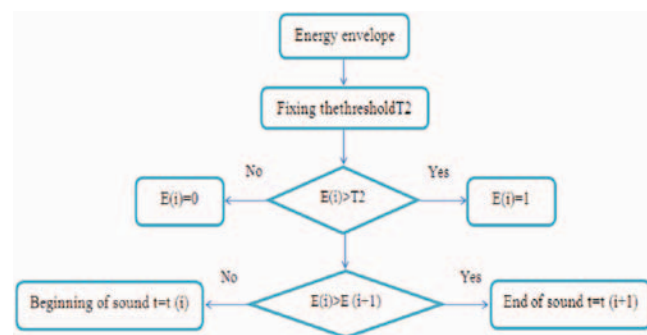 Energy envelope
Fixing thethresholdT2
No
Yes
E(i)=0
E(i)>T2
E(i)=1
No
Yes
Beginning of sound t=t (i)
E(i)>E (i−1)
End of sound t=t (i+1)